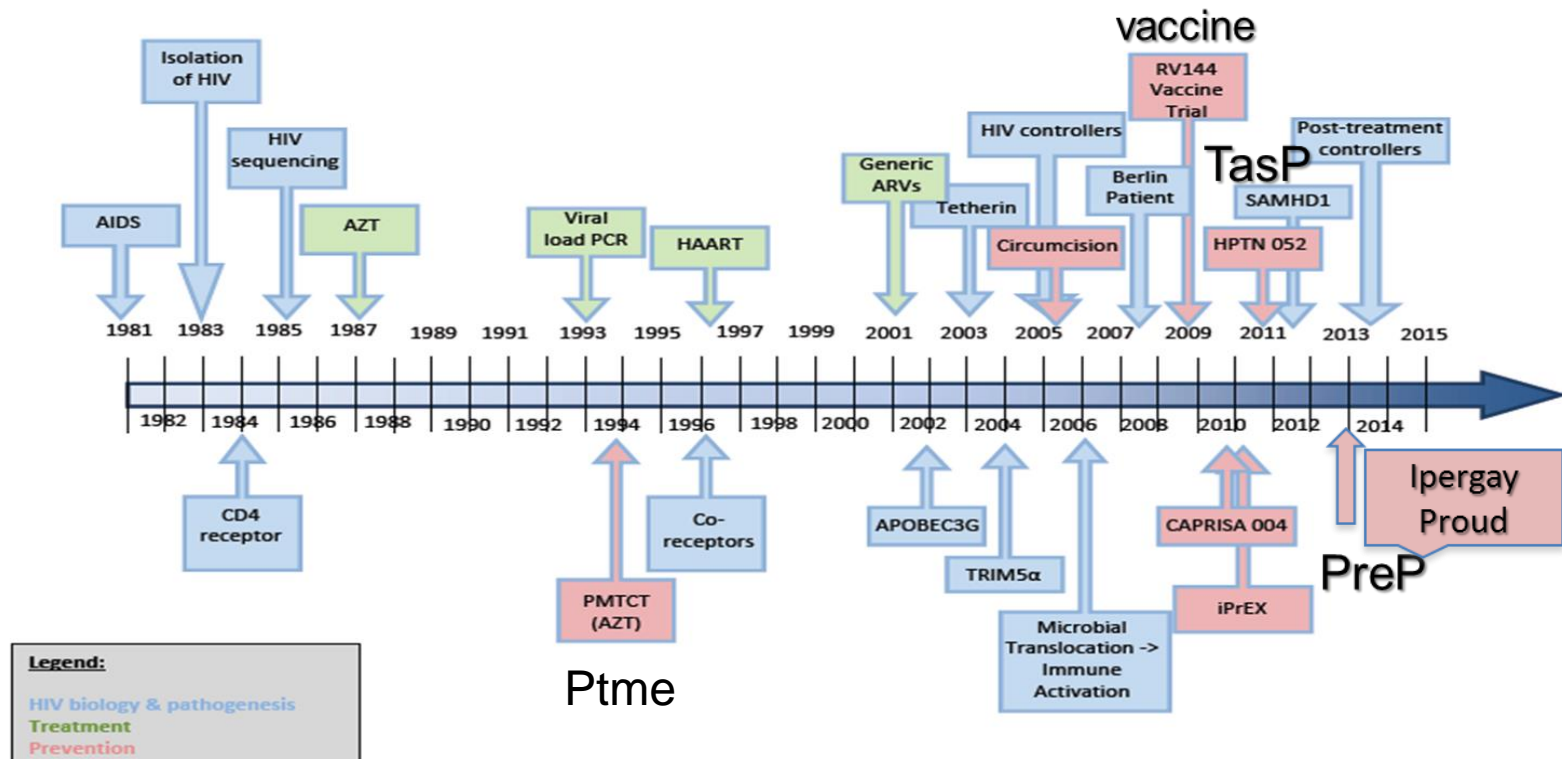 vaccine
Isolation
of HIV
RV144
Vaccine
Trial
HIV
sequencing
HIV controllers
Post-treatment
controllers
TasP
Generic
ARVs
Berlin
Patient
AIDS
AZT
Viral
load PCR
HAART
Tetherin
SAMHD1
Circumcision
HPTN 052
1981 1983 1985 1987 1989 1991 1993 1995 1997 1999 2001 2003 2005 2007 2009 2011 2013 2015
1982 1984 1986 1988 1990 1992 1994 1996 1998 2000 2002 2004 2006 2008 2010 2012 2014
CD4
receptor
Co-
receptors
APOBEC3G
CAPRISA 004
Ipergay
Proud
TRIM5α
PreP
PMTCT
(AZT)
iPrEX
Microbial
Translocation ->
Immune
Activation
Ptme
Legend:
HIV biology & pathogenesis
Treatment
Prevention